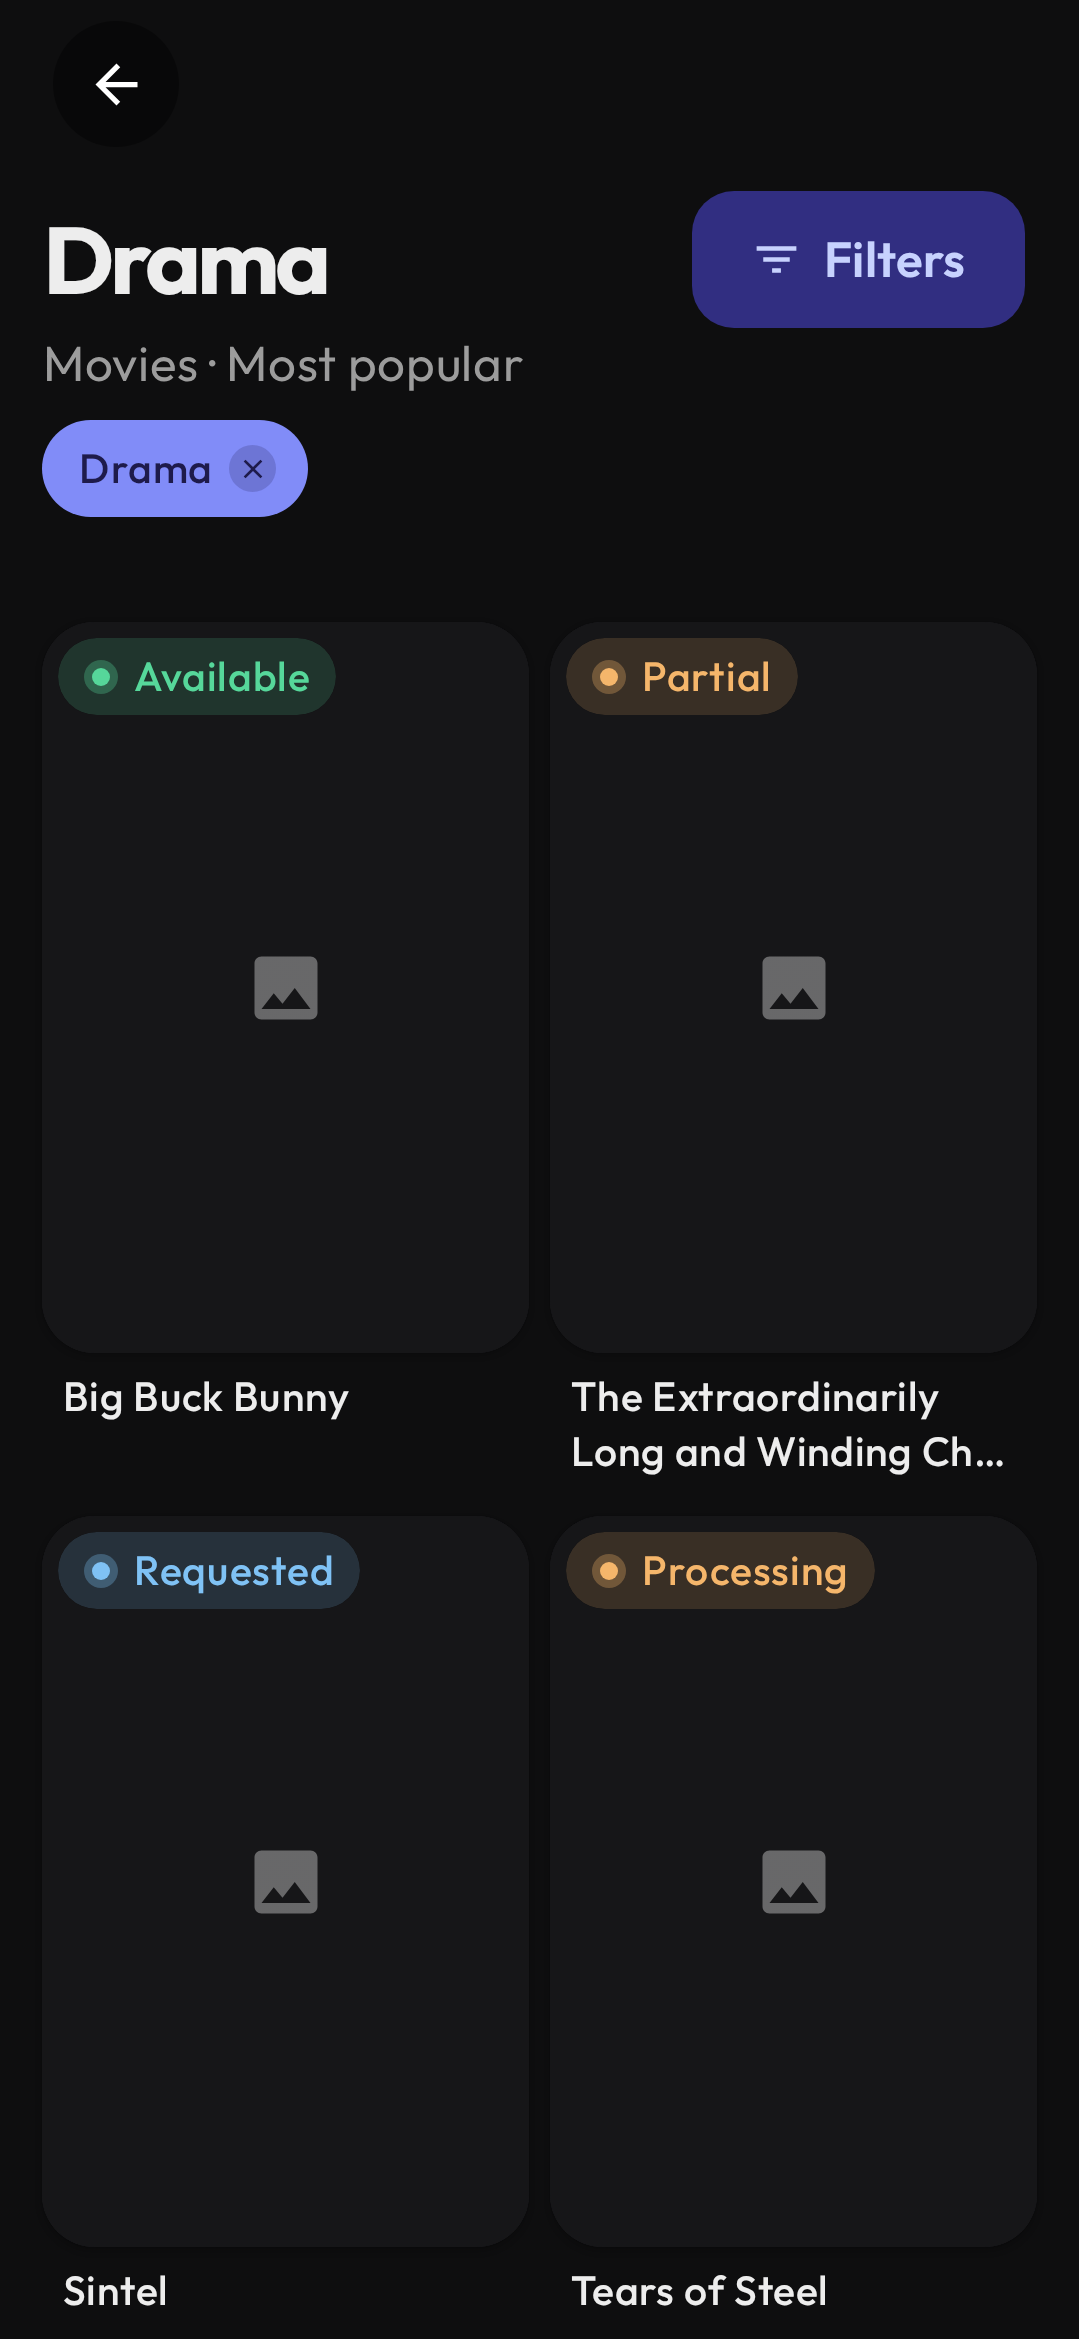 Drama
Filters
Movies · Most popular
Drama
Available
Partial
Big Buck Bunny
The Extraordinarily
Long and Winding Ch...
Requested
Processing
Sintel
Tears of Steel